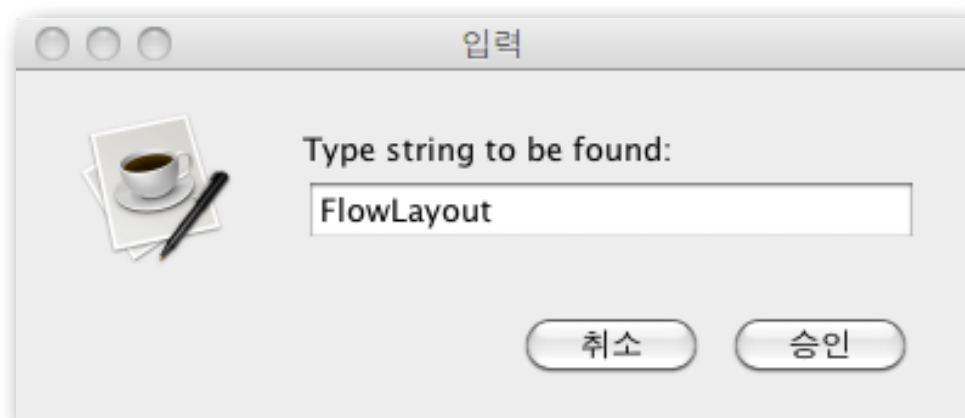 입력
Type string to be found:
FlowLayout
취소 승인